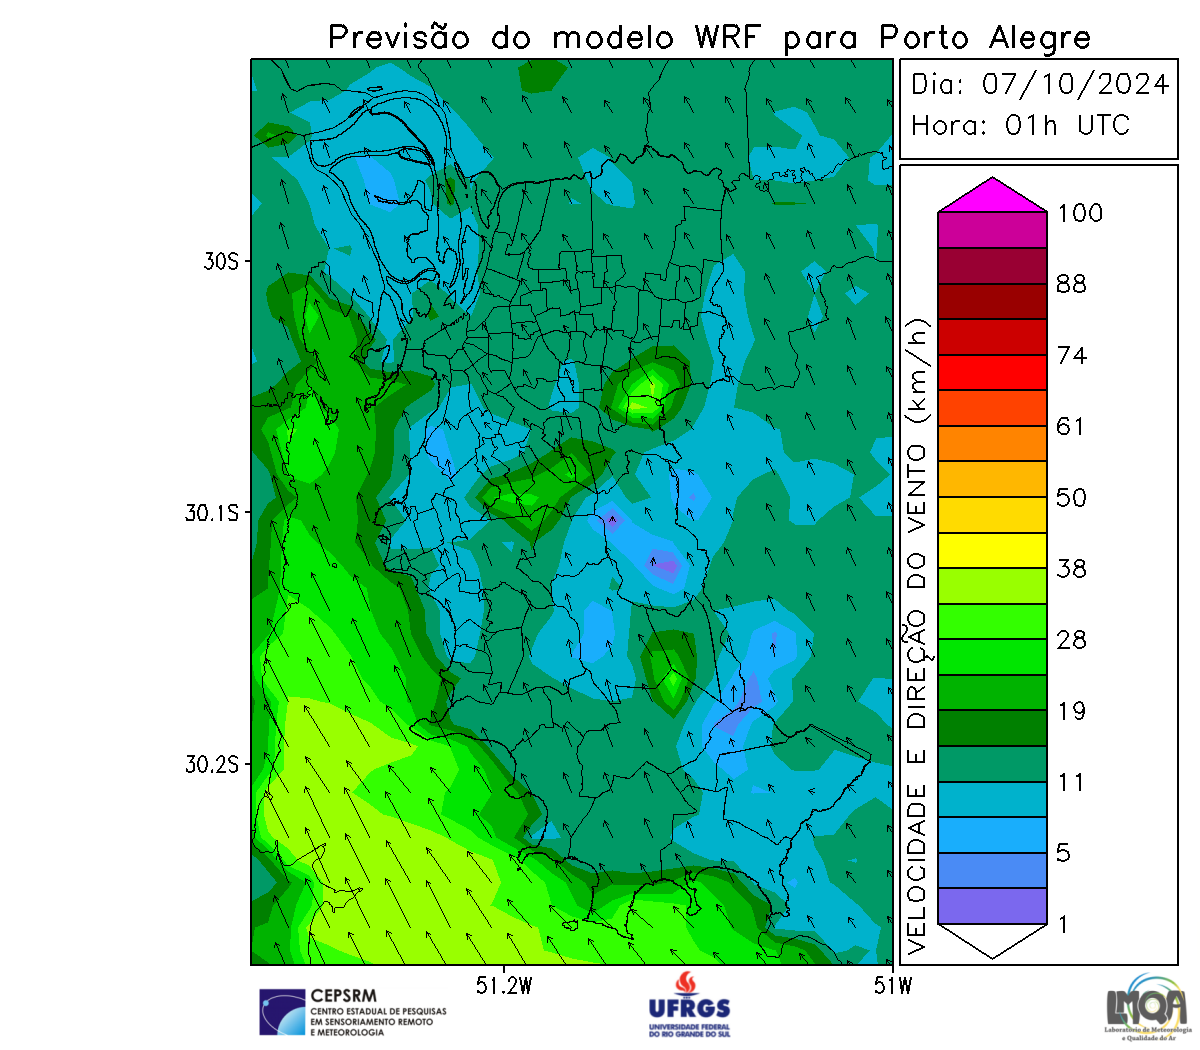 Previsão do modelo WRF para Porto Alegre
Dia: 07/10/2024
Hora: 01h UTC
30S
30.1S
30.2S
51.2W
51W
VELOCIDADE E DIREÇÃO DO VENTO (km/h)
100
88
74
61
50
38
28
19
11
5
1
CEPSRM
CENTRO ESTADUAL DE PESQUISAS
EM SENSORIAMENTO REMOTO
E METEOROLOGIA
UFRGS
UNIVERSIDADE FEDERAL
DO RIO GRANDE DO SUL
LMQA
Laboratório de Meteorologia
e Qualidade do Ar